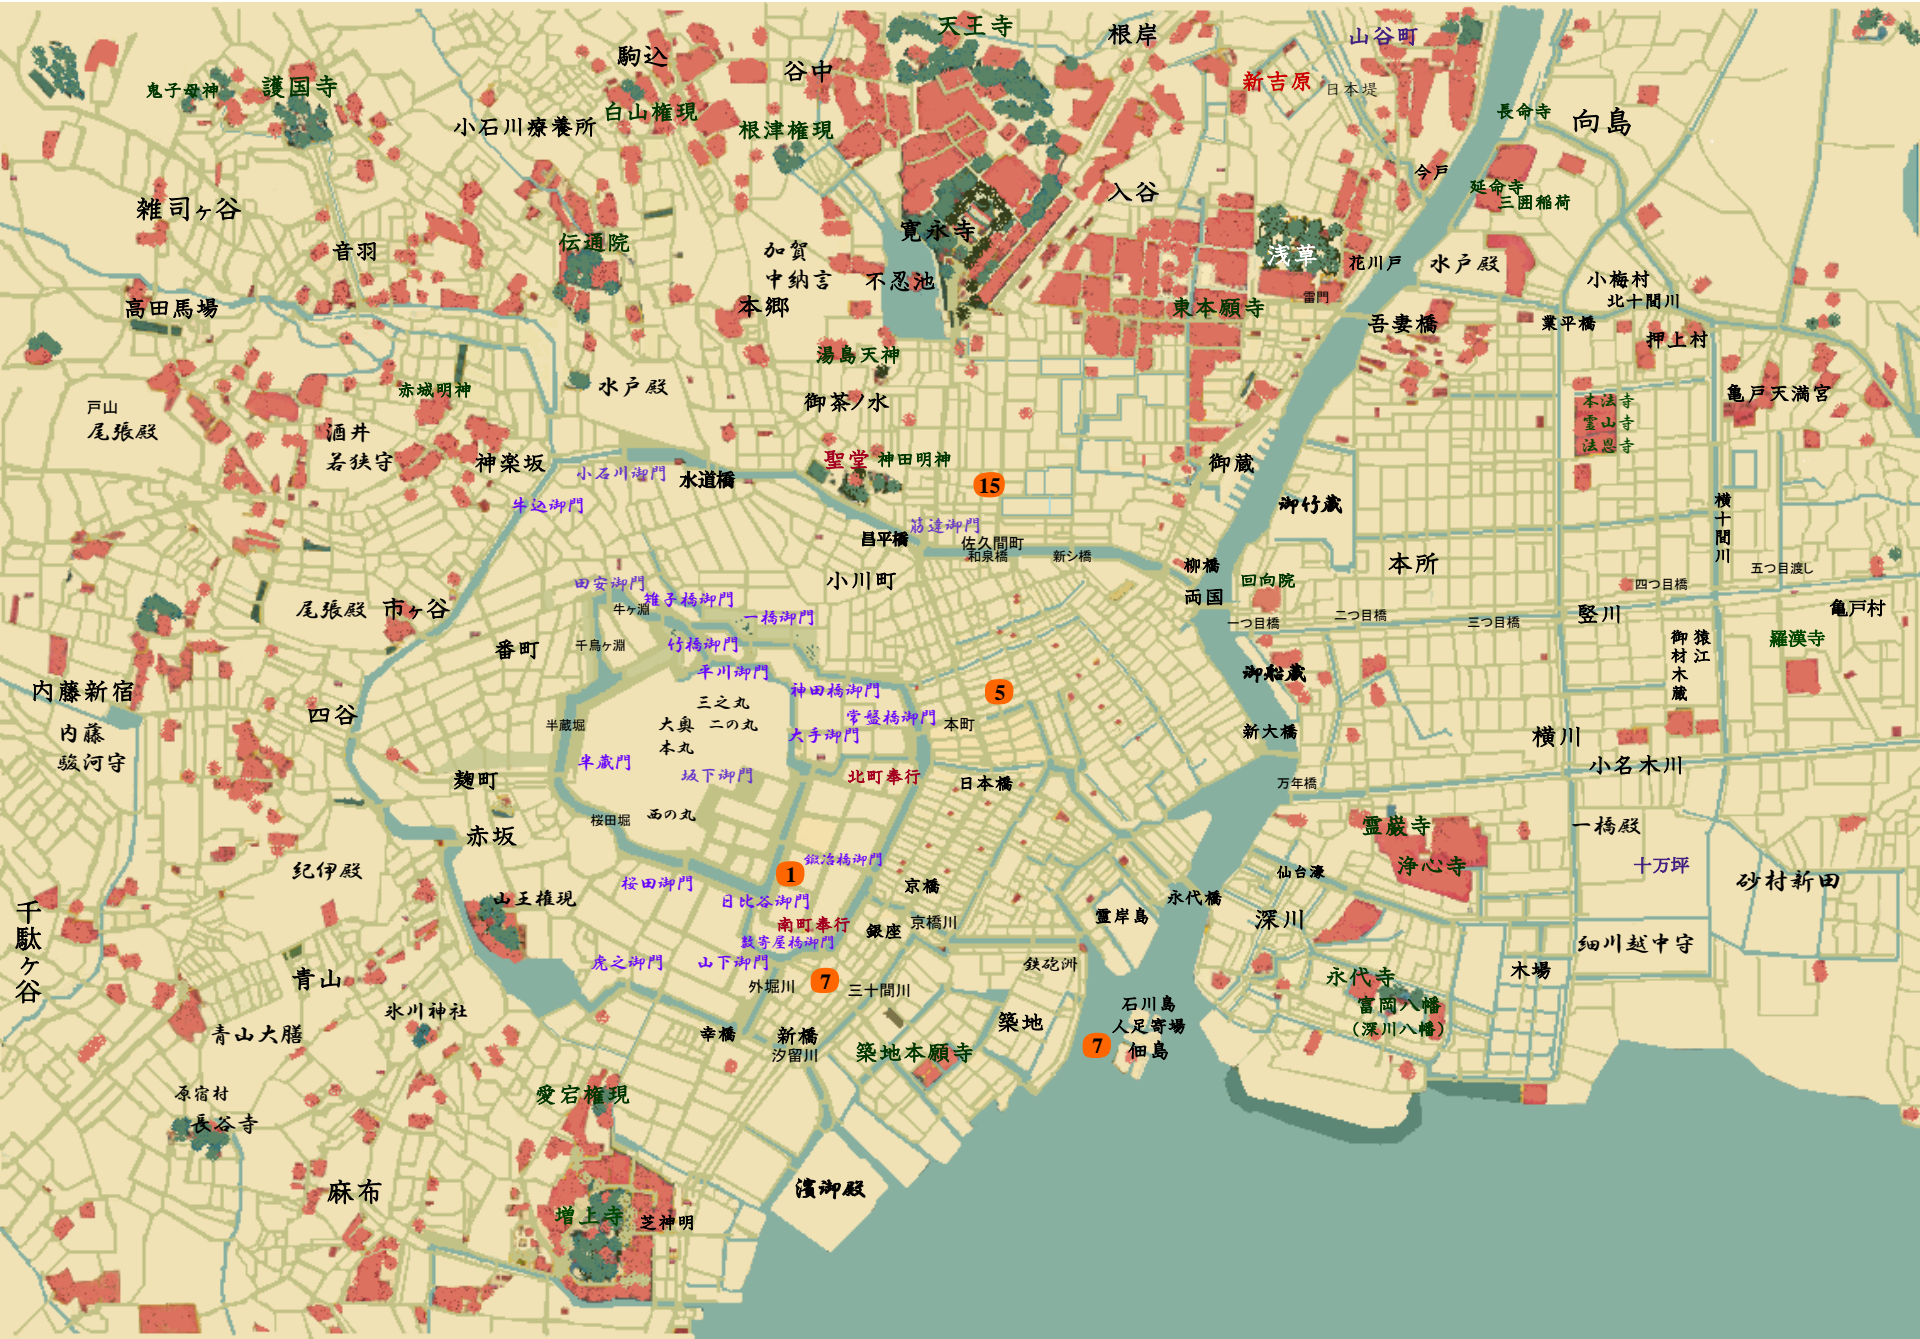 天王寺
根岸
山谷町
駒込
谷中
新吉原
日本堤
鬼子母神
護国寺
小石川療養所
白山権現
根津権現
長命寺
向島
今戸
延命寺
三囲稲荷
雑司ヶ谷
入谷
音羽
伝通院
加賀
中納言
寛永寺
不忍池
浅草
花川戸
水戸殿
小梅村
北十間川
高田馬場
本郷
東本願寺
雷門
吾妻橋
業平橋
押上村
湯島天神
赤城明神
水戸殿
御茶ノ水
亀戸天満宮
本法寺
霊山寺
法恩寺
戸山
尾張殿
酒井
若狭守
神楽坂
小石川御門
水道橋
聖堂
神田明神
15
御蔵
御竹蔵
牛込御門
筋違御門
昌平橋
佐久間町
和泉橋
新シ橋
横十間川
柳橋
本所
五つ目渡し
四つ目橋
小川町
回向院
両国
一つ目橋
二つ目橋
三つ目橋
竪川
亀戸村
田安御門
雉子橋御門
牛ヶ淵
一橋御門
尾張殿
市ヶ谷
番町
千鳥ヶ淵
竹橋御門
平川御門
御船蔵
猿江
御材木蔵
羅漢寺
内藤新宿
四谷
内藤
駿河守
神田橋御門
三之丸
大奥
二の丸
本丸
常盤橋御門
大手御門
5
本町
半蔵堀
新大橋
横川
半蔵門
坂下御門
北町奉行
日本橋
麹町
小名木川
万年橋
桜田堀
西の丸
赤坂
霊巌寺
浄心寺
一橋殿
十万坪
砂村新田
紀伊殿
鍛冶橋御門
1
桜田御門
日比谷御門
京橋
仙台濠
山王権現
南町奉行
数寄屋橋御門
銀座
京橋川
霊岸島
永代橋
深川
細川越中守
千駄ヶ谷
青山
虎之御門
山下御門
外堀川
7
三十間川
鉄砲洲
永代寺
木場
富岡八幡
(深川八幡)
氷川神社
青山大膳
幸橋
新橋
汐留川
築地
築地本願寺
石川島
人足寄場
佃島
7
原宿村
長谷寺
愛宕権現
麻布
濱御殿
増上寺
芝神明